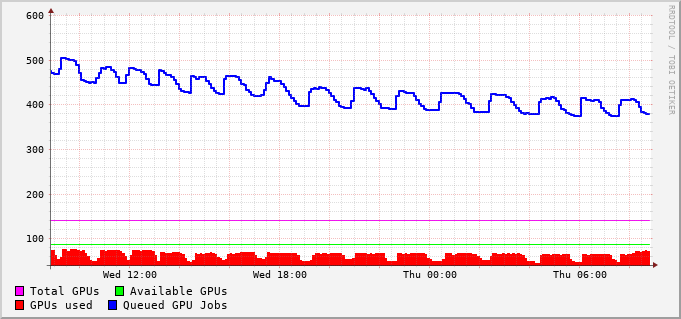 600
500
400
300
200
100
Wed 12:00 Wed 18:00 Thu 00:00 Thu 06:00
Total GPUs Available GPUs
GPUs used Queued GPU Jobs
RRDTOOL / TOBI OETIKER